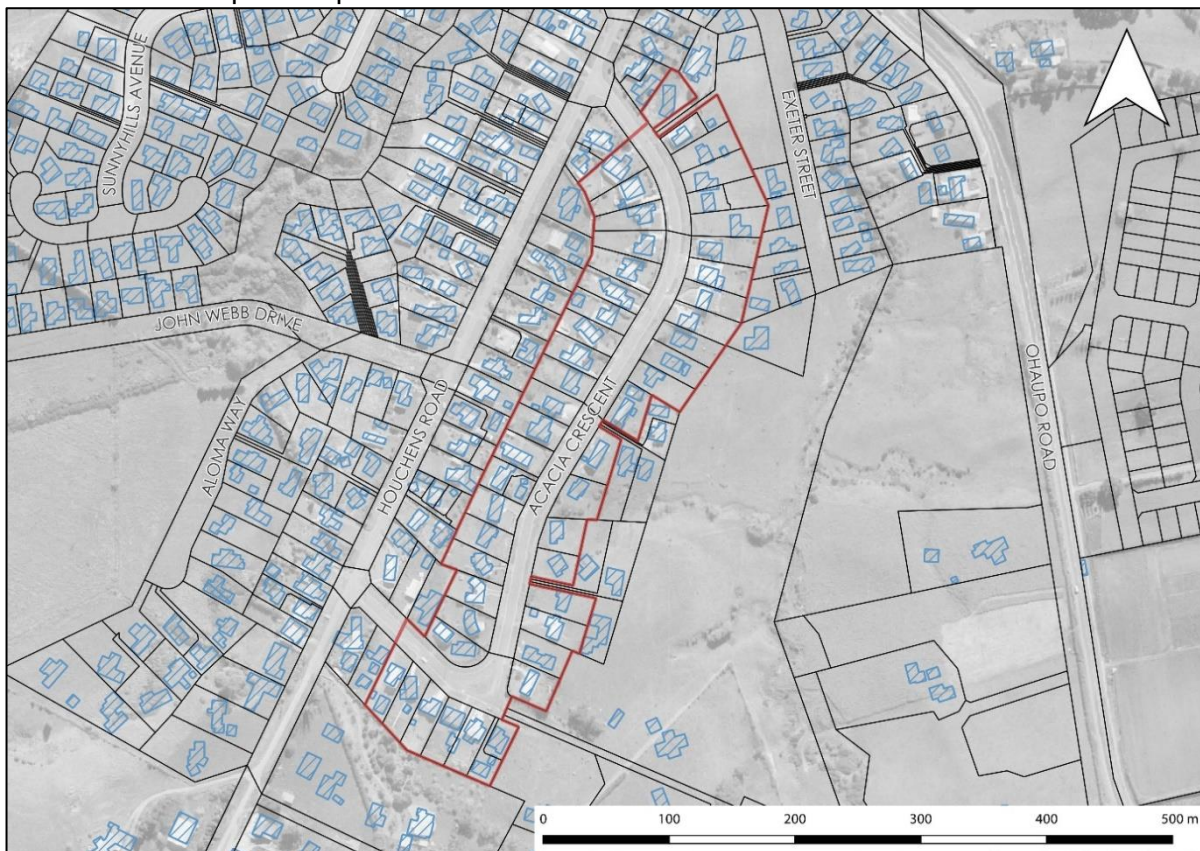 SUNNYHILLS AVENUE
EXETER STREET
JOHN WEBB DRIVE
ALOMA WAY
HOUCHENS ROAD
ACACIA CRESCENT
OHAUPO ROAD
0 100 200 300 400 500 m